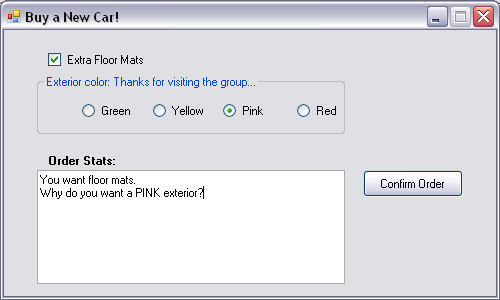 Buy a New Car!
Extra Floor Mats
Exterior color: Thanks for visiting the group...
Green Yellow Pink Red
Order Stats:
You want floor mats.
Why do you want a PINK exterior?
Confirm Order